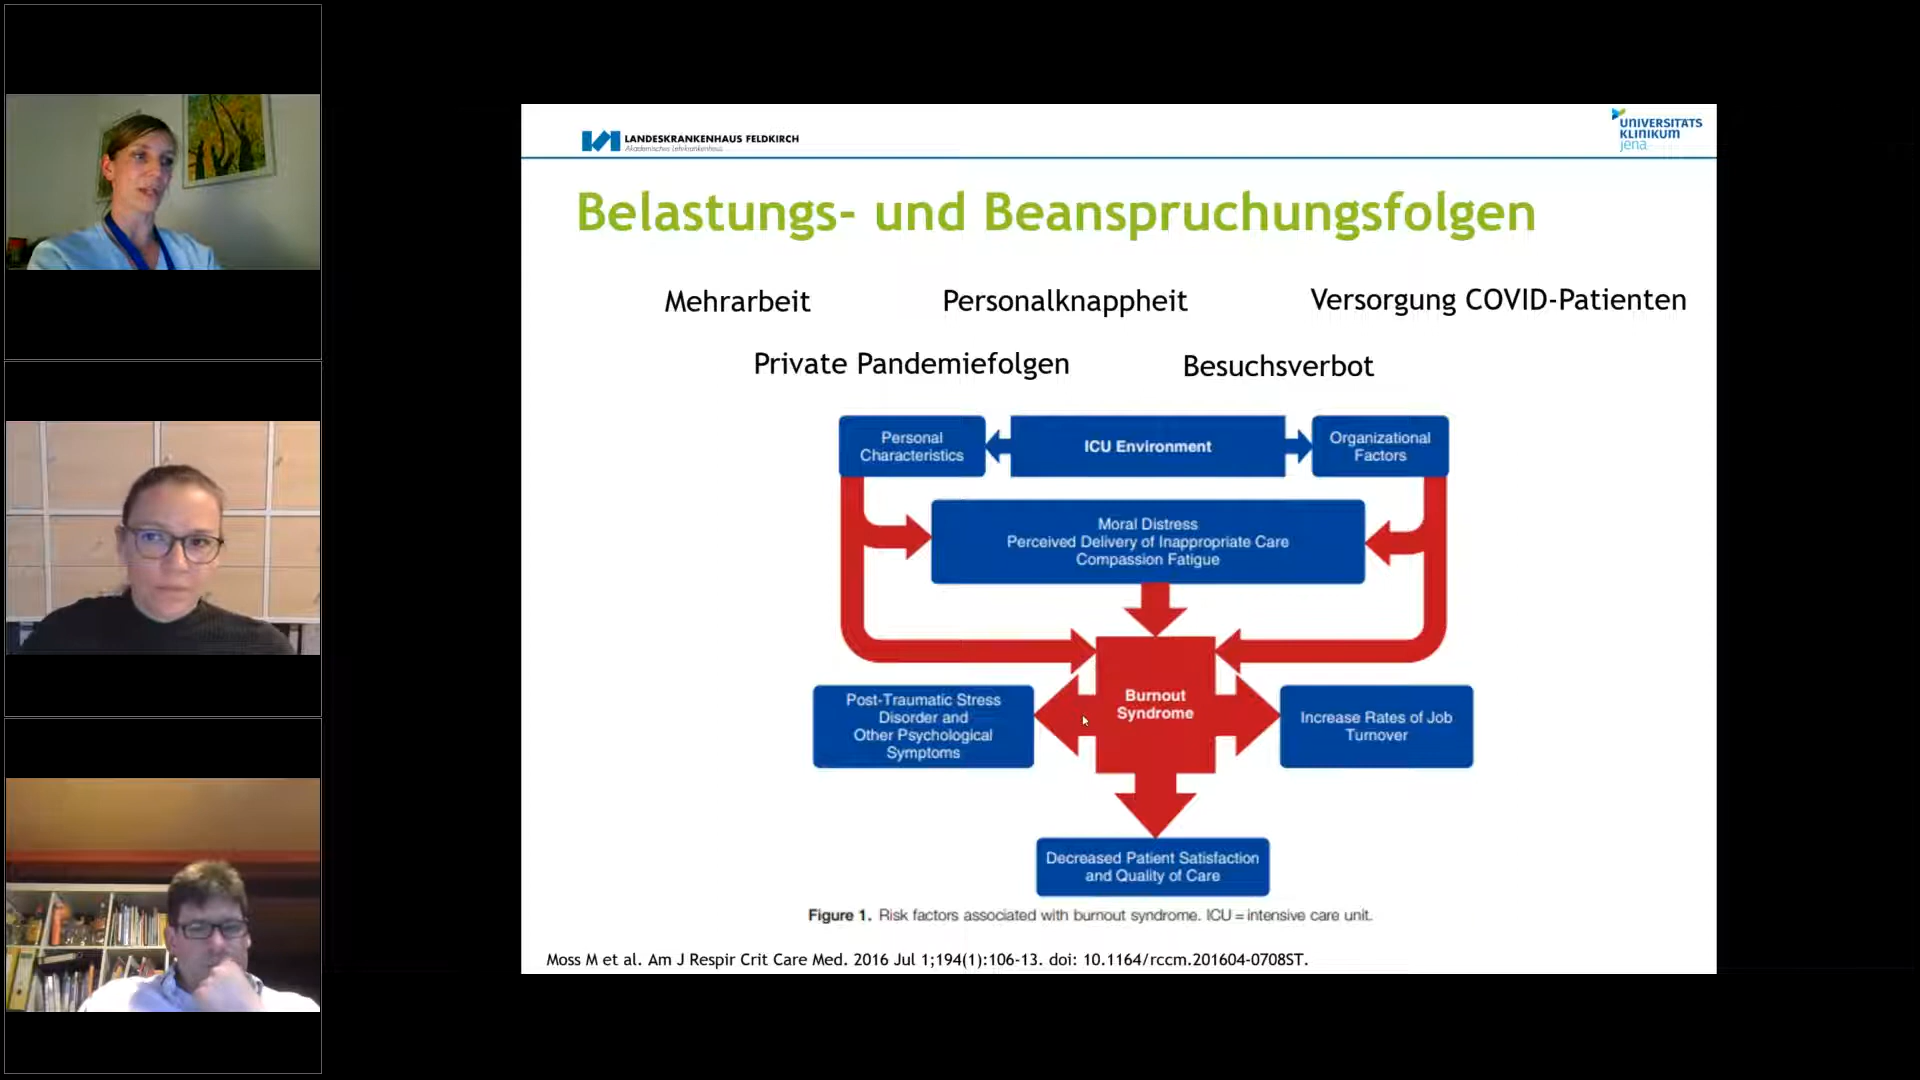 LANDESKRANKENHAUS FELDKIRCH
Akademisches Lehrkrankenhaus
UNIVERSITÄTS
KLINIKUM
jena
Belastungs- und Beanspruchungsfolgen
Mehrarbeit
Personalknappheit
Versorgung COVID-Patienten
Private Pandemiefolgen
Besuchsverbot
Personal
Characteristics
ICU Environment
Organizational
Factors
Moral Distress
Perceived Delivery of Inappropriate Care
Compassion Fatigue
Burnout
Syndrome
Post-Traumatic Stress
Disorder and
Other Psychological
Symptoms
Increase Rates of Job
Turnover
Decreased Patient Satisfaction
and Quality of Care
Figure 1. Risk factors associated with burnout syndrome. ICU = intensive care unit.
Moss M et al. Am J Respir Crit Care Med. 2016 Jul 1;194(1):106-13. doi: 10.1164/rccm.201604-0708ST.